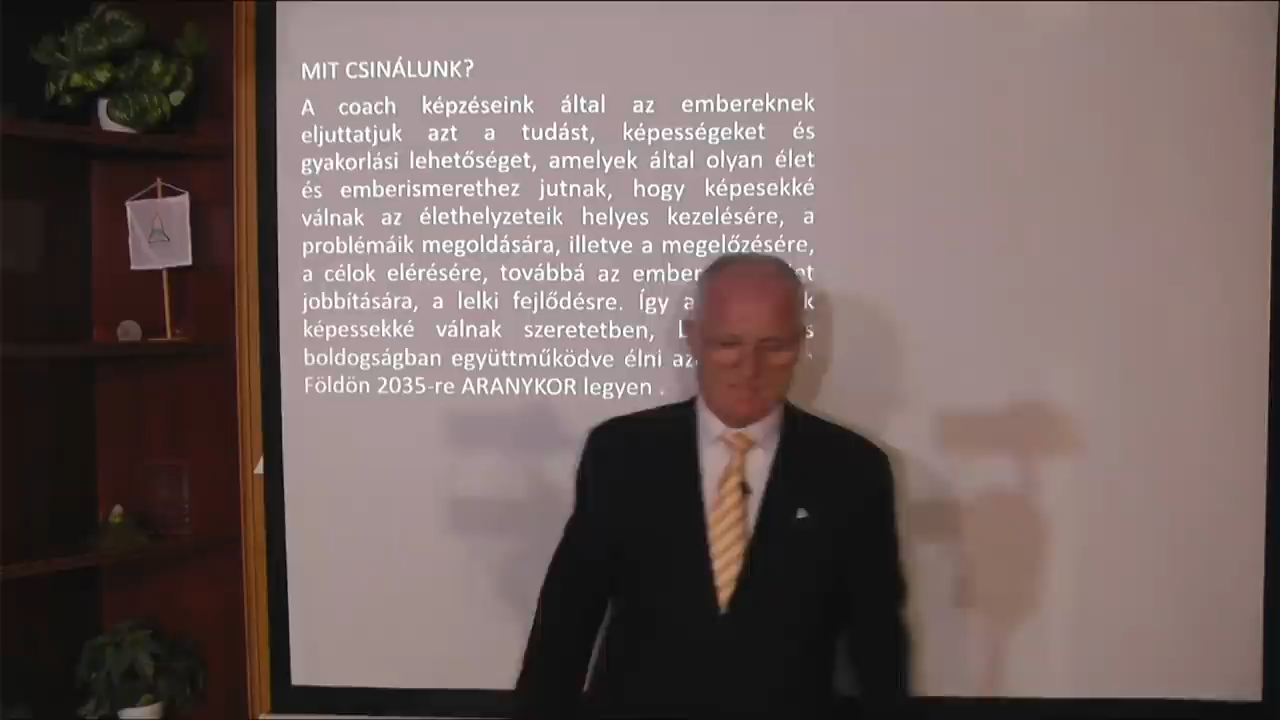 MIT CSINÁLUNK?
A coach képzéseink által az embereknek
eljuttatjuk azt a tudást, képességeket és
gyakorlási lehetőséget, amelyek által olyan élet
és emberismerethez jutnak, hogy képesekké
válnak az élethelyzeteik helyes kezelésére, a
problémáik megoldására, illetve a megelőzésére,
a célok elérésére, továbbá az
jobbítására, a lelki fejlődésre. Így
képessekké válnak szeretetben,
boldogságban együttműködve élni
Földön 2035-re ARANYKOR legyen .